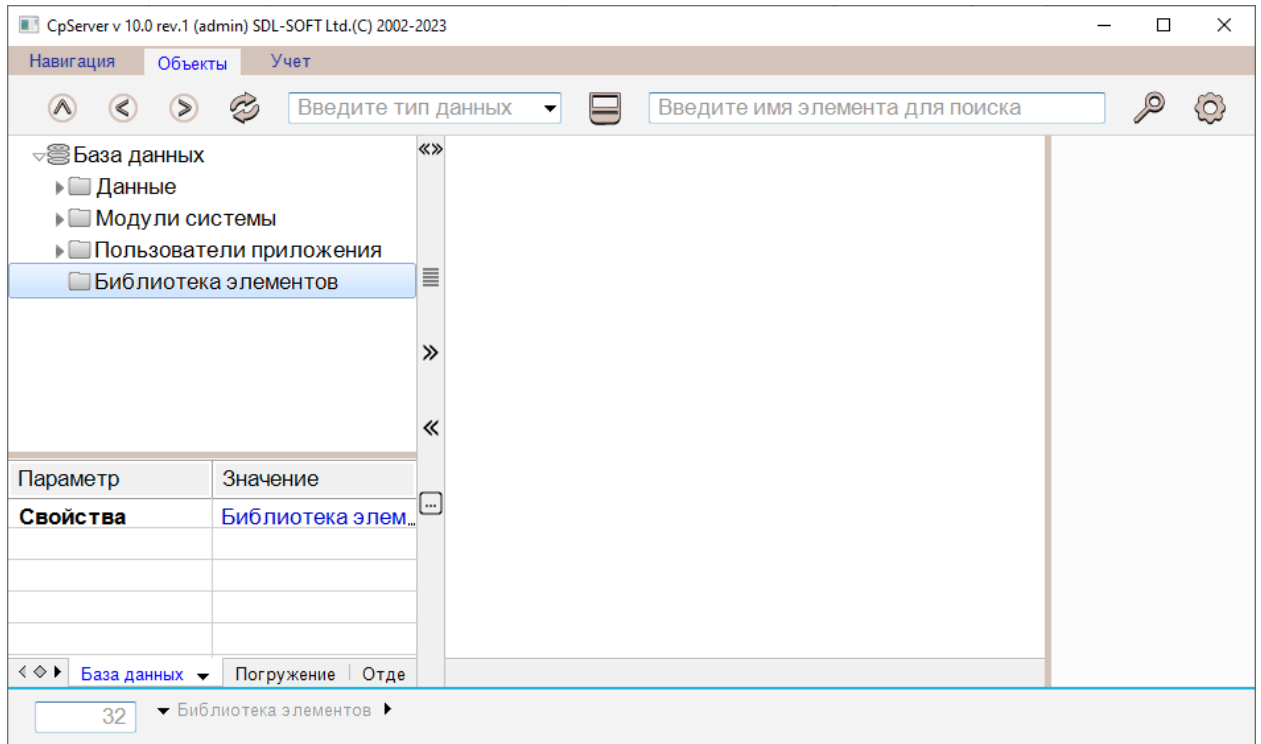 CpServer v 10.0 rev.1 (admin) SDL-SOFT Ltd.(C) 2002-2023
Навигация Объекты Учет
Введите тип данных Введите имя элемента для поиска
База данных
Данные
Модули системы
Пользователи приложения
Библиотека элементов
Параметр Значение
Свойства Библиотека элем...
База данных Погружение Отде
32 Библиотека элементов